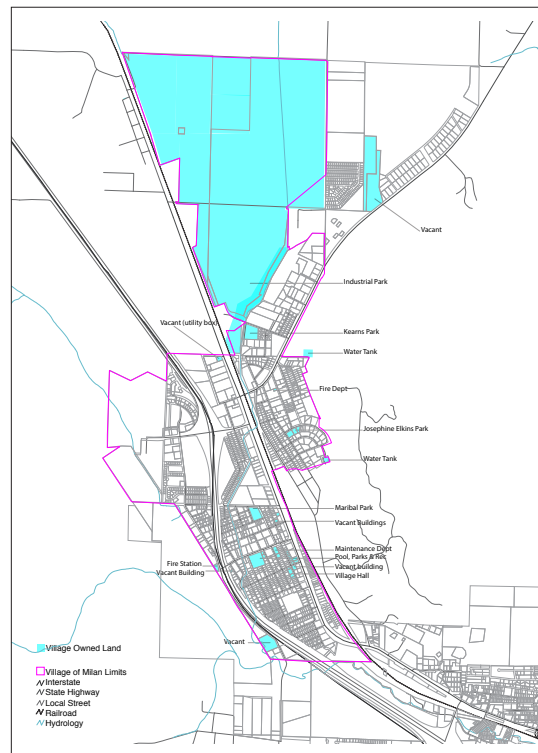 Vacant
Industrial Park
Vacant (utility box)
Kearns Park
Water Tank
Fire Dept
Josephine Elkins Park
Water Tank
Maribal Park
Vacant Buildings
Maintenance Dept
Pool, Parks & Rec
Fire Station
Vacant building
Vacant Building
Village Hall
Vacant
Village Owned Land
Village of Milan Limits
Interstate
State Highway
Local Street
Railroad
Hydrology